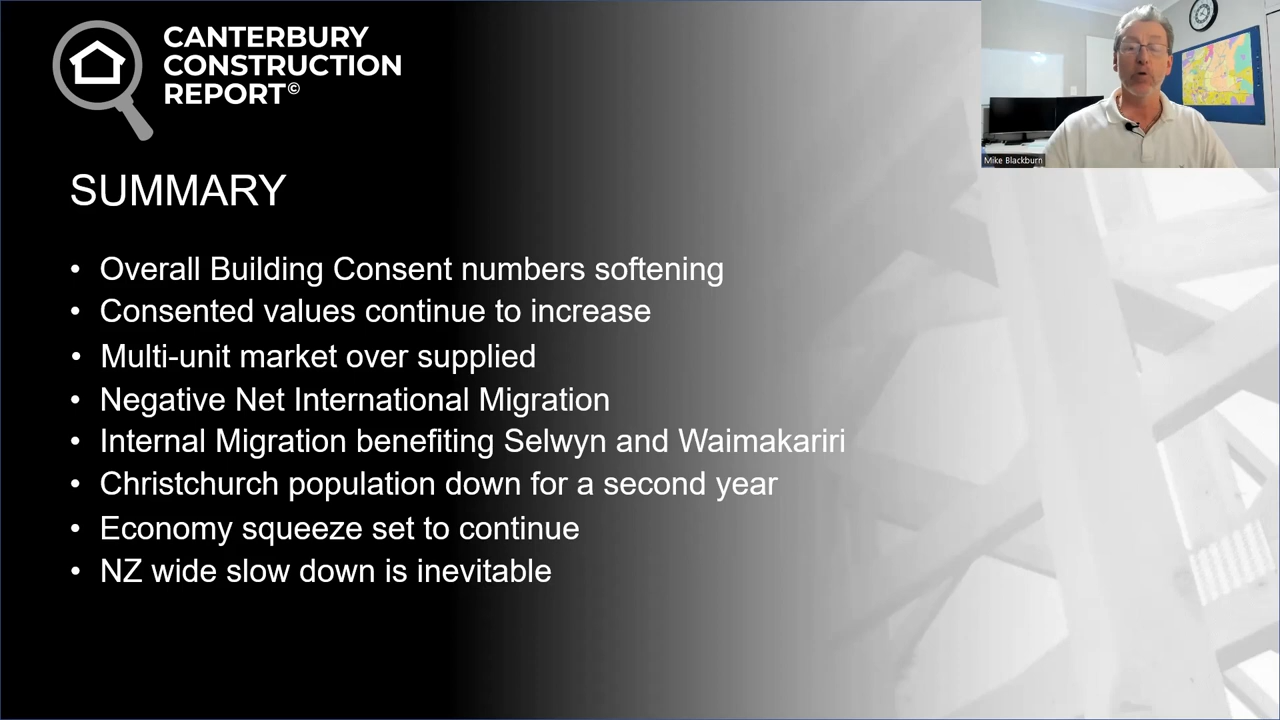 CANTERBURY
CONSTRUCTION
REPORT©
Mike Blackburn
SUMMARY
• Overall Building Consent numbers softening
• Consented values continue to increase
• Multi-unit market over supplied
• Negative Net International Migration
• Internal Migration benefiting Selwyn and Waimakariri
• Christchurch population down for a second year
• Economy squeeze set to continue
• NZ wide slow down is inevitable